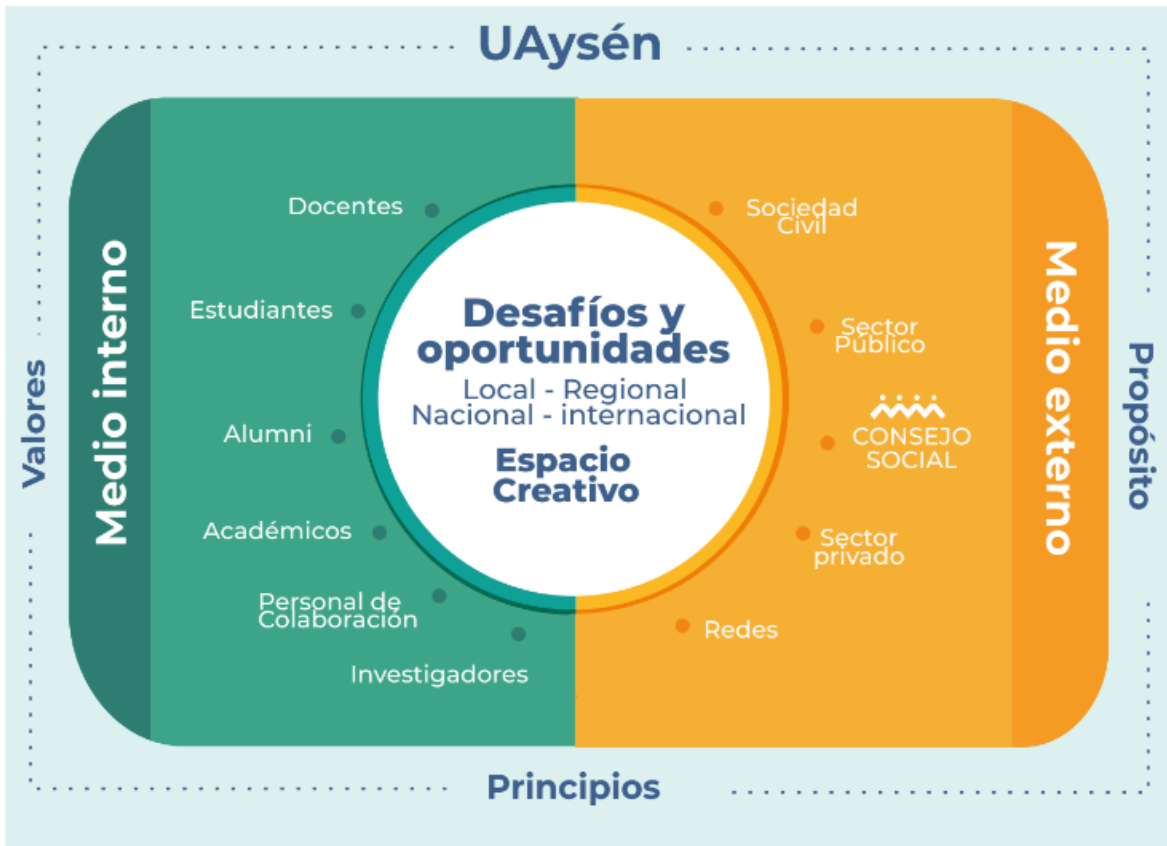 UAysén
Valores
Medio interno
Docentes
Estudiantes
Alumni
Académicos
Personal de
Colaboración
Investigadores
Desafíos y
oportunidades
Local - Regional
Nacional - internacional
Espacio
Creativo
Sociedad
Civil
Sector
Público
CONSEJO
SOCIAL
Sector
privado
Redes
Medio externo
Propósito
Principios